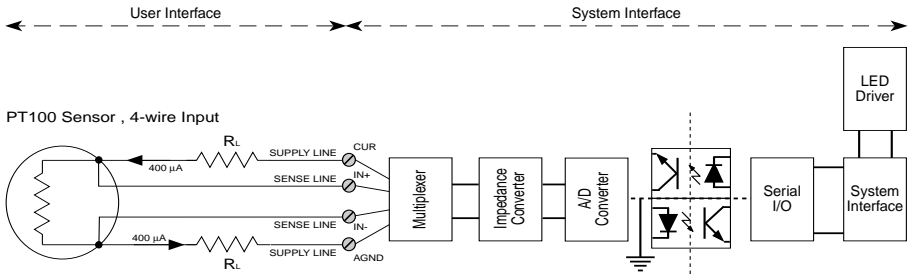 User Interface
System Interface
LED
Driver
PT100 Sensor , 4-wire Input
RL
SUPPLY LINE
CUR
400 µA
SENSE LINE
IN+
Multiplexer
Impedance
Converter
A/D
Converter
Serial
I/O
System
Interface
SENSE LINE
IN-
400 µA
SUPPLY LINE
RL
AGND